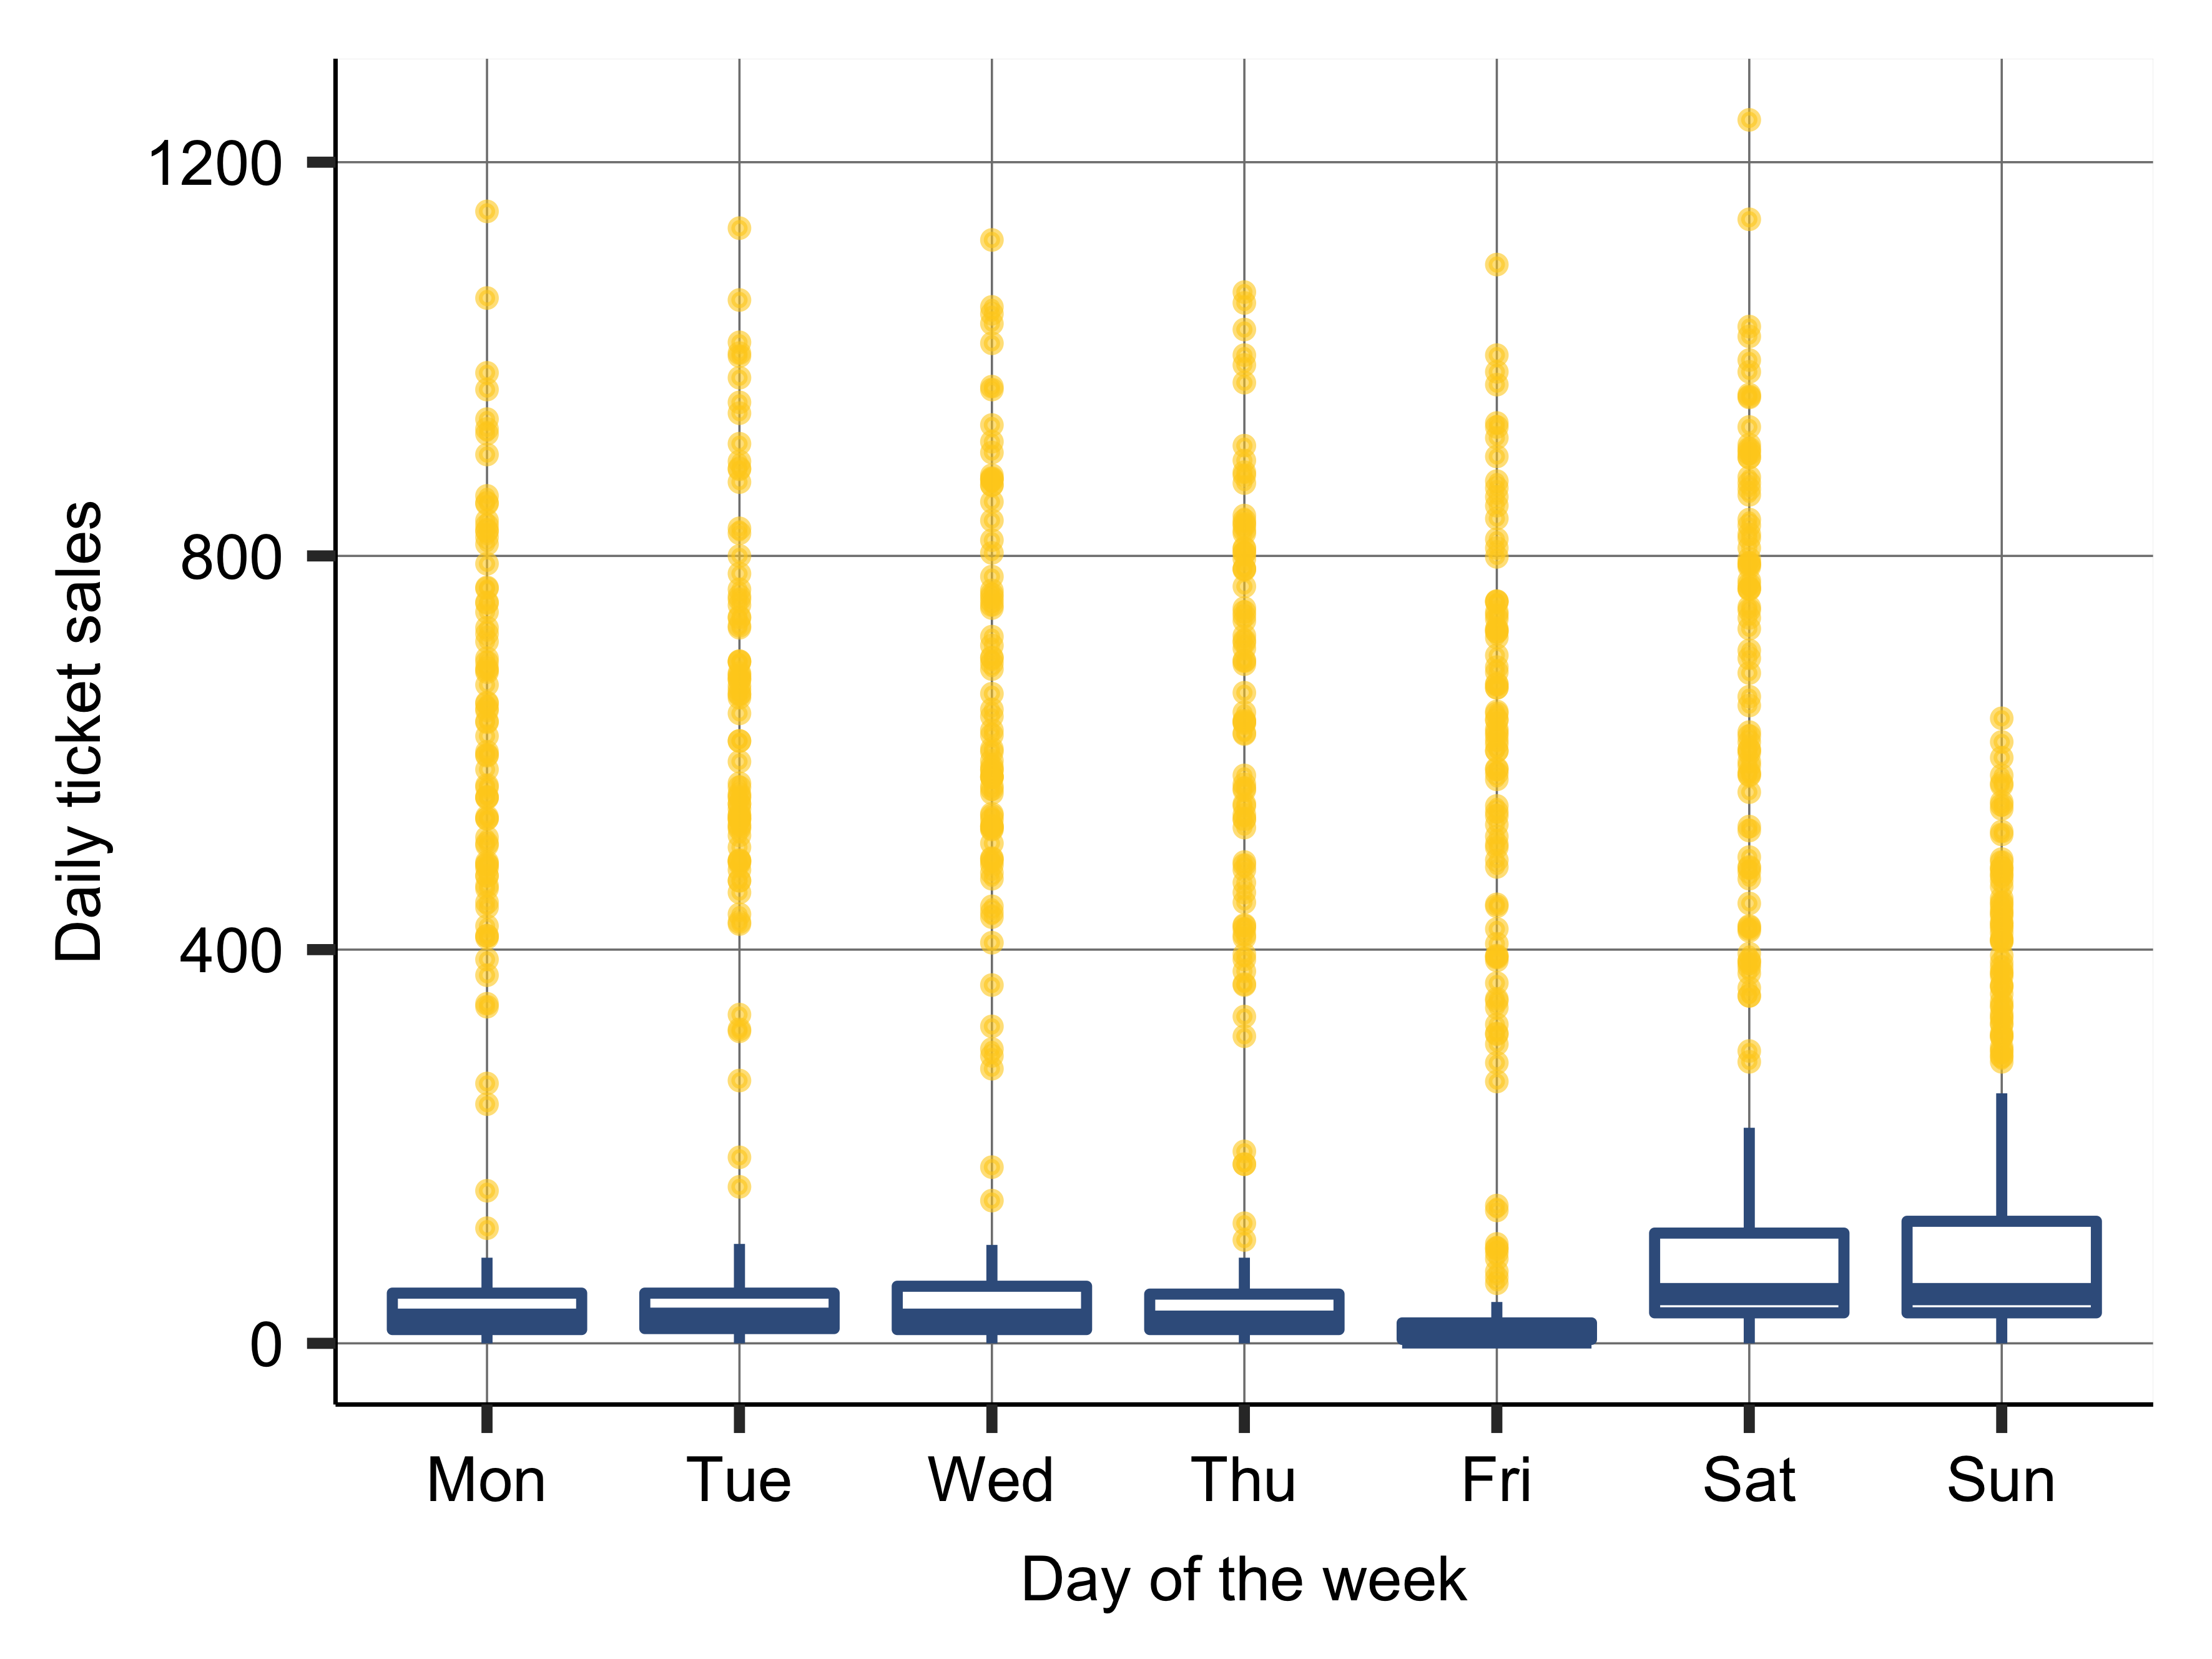 Daily ticket sales
1200
800
400
0
Mon Tue Wed Thu Fri Sat Sun
Day of the week